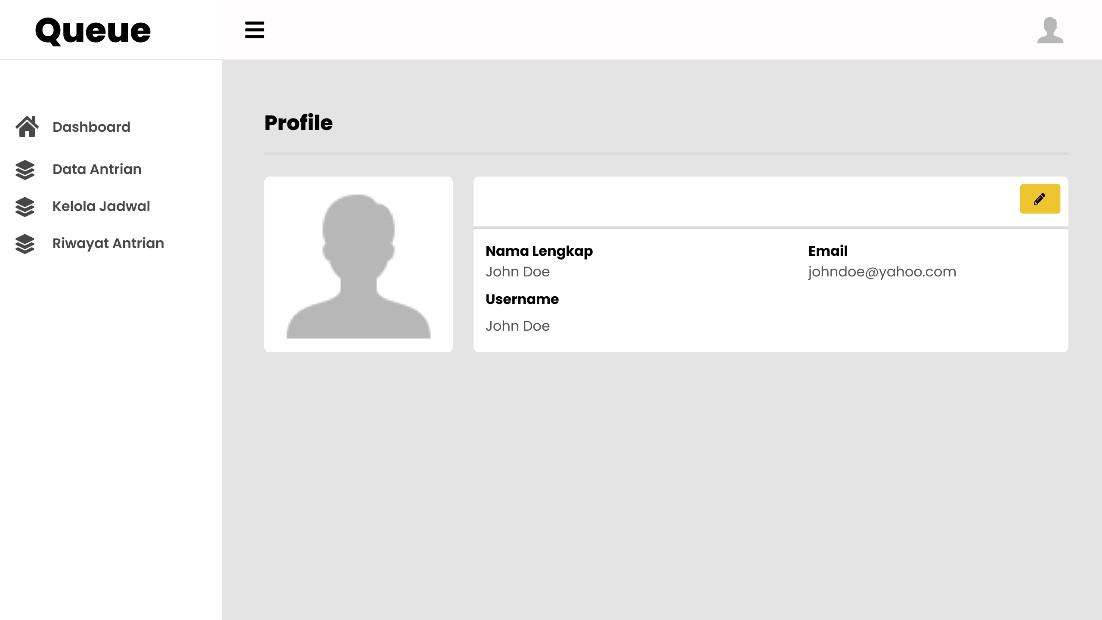 Queue
Dashboard
Data Antrian
Kelola Jadwal
Riwayat Antrian
Profile
Nama Lengkap
John Doe
Email
johndoe@yahoo.com
Username
John Doe